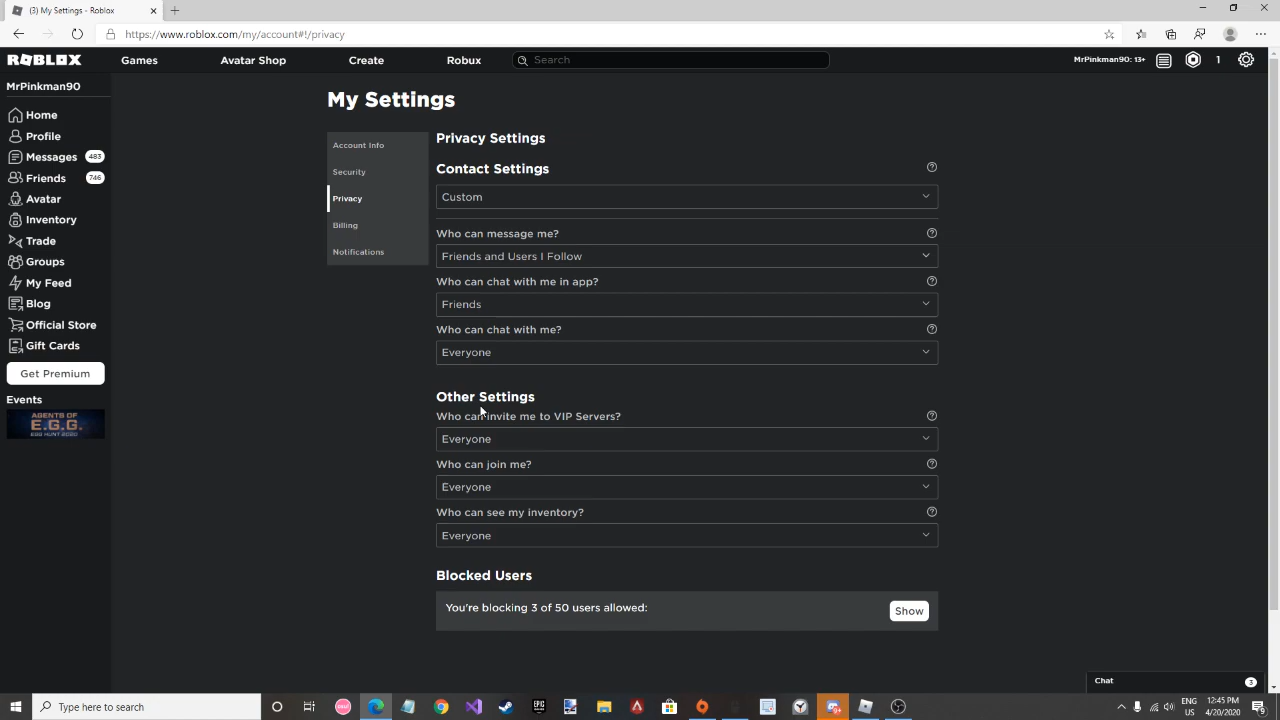 (3) My Settings - Roblox
https://www.roblox.com/my/account#!/privacy
ROBLOX
Games
Avatar Shop
Create
Robux
Search
MrPinkman90: 13+
1
MrPinkman90
Home
Profile
Messages 483
Friends 746
Avatar
Inventory
Trade
Groups
My Feed
Blog
Official Store
Gift Cards
Get Premium
Events
AGENTS OF
E.G.G.
EGG HUNT 2020
My Settings
Account Info
Security
Privacy
Billing
Notifications
Privacy Settings
Contact Settings
Custom
Who can message me?
Friends and Users I Follow
Who can chat with me in app?
Friends
Who can chat with me?
Everyone
Other Settings
Who can invite me to VIP Servers?
Everyone
Who can join me?
Everyone
Who can see my inventory?
Everyone
Blocked Users
You're blocking 3 of 50 users allowed:
Show
Chat 3
Type here to search
osu!
EPIC
ENG
US
12:45 PM
4/20/2020